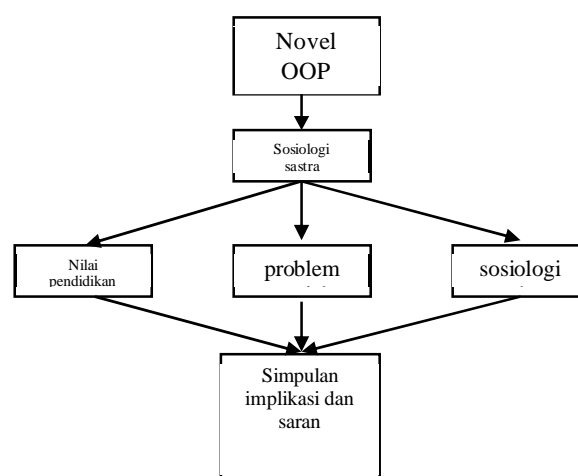 Novel
OOP
Sosiologi
sastra
Nilai
pendidikan
problem
sosiologi
Simpulan
implikasi dan
saran